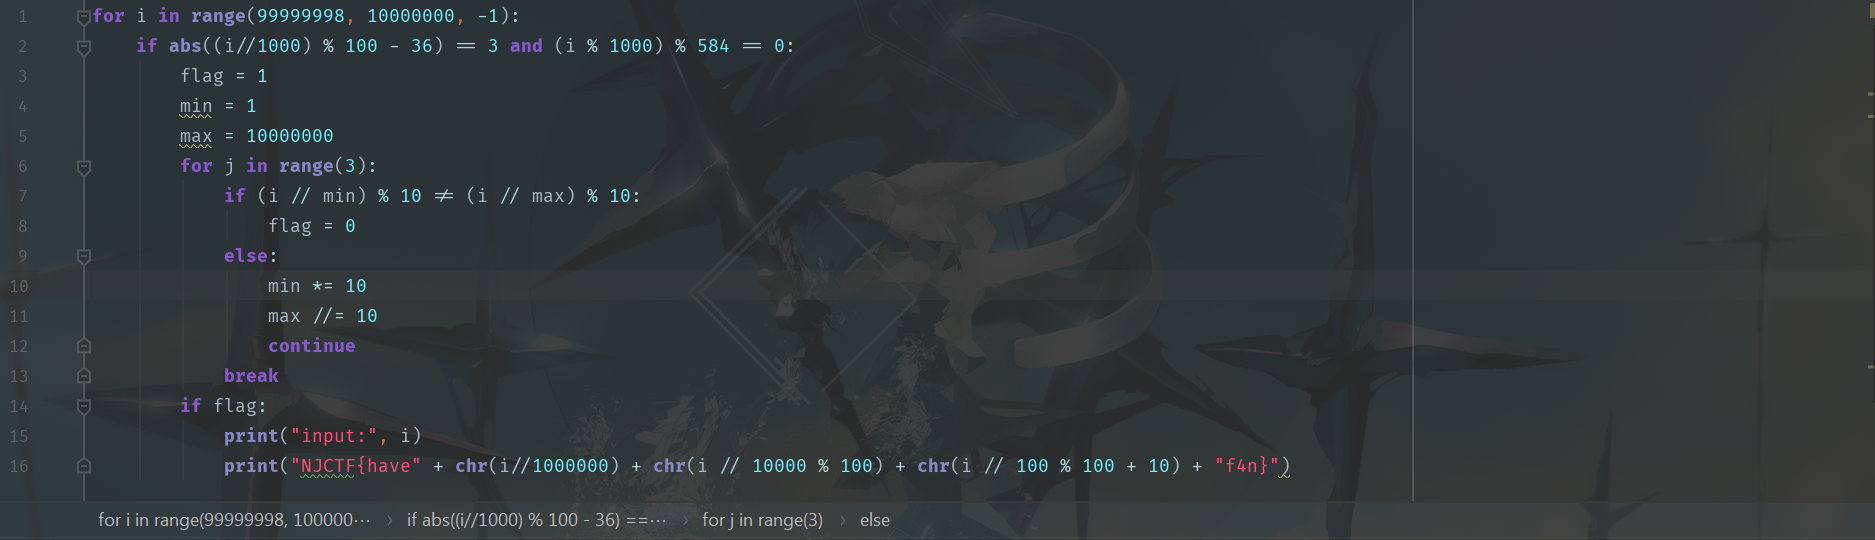 1 for i in range(99999998, 10000000, -1):
2     if abs((i//1000) % 100 - 36) == 3 and (i % 1000) % 584 == 0:
3         flag = 1
4         min = 1
5         max = 10000000
6         for j in range(3):
7             if (i // min) % 10 ≠ (i // max) % 10:
8                 flag = 0
9             else:
10                 min *= 10
11                 max //= 10
12                 continue
13             break
14         if flag:
15             print("input:", i)
16             print("NJCTF{have" + chr(i//1000000) + chr(i // 10000 % 100) + chr(i // 100 % 100 + 10) + "f4n}")
for i in range(99999998, 100000··· › if abs((i//1000) % 100 - 36) ==··· › for j in range(3) › else